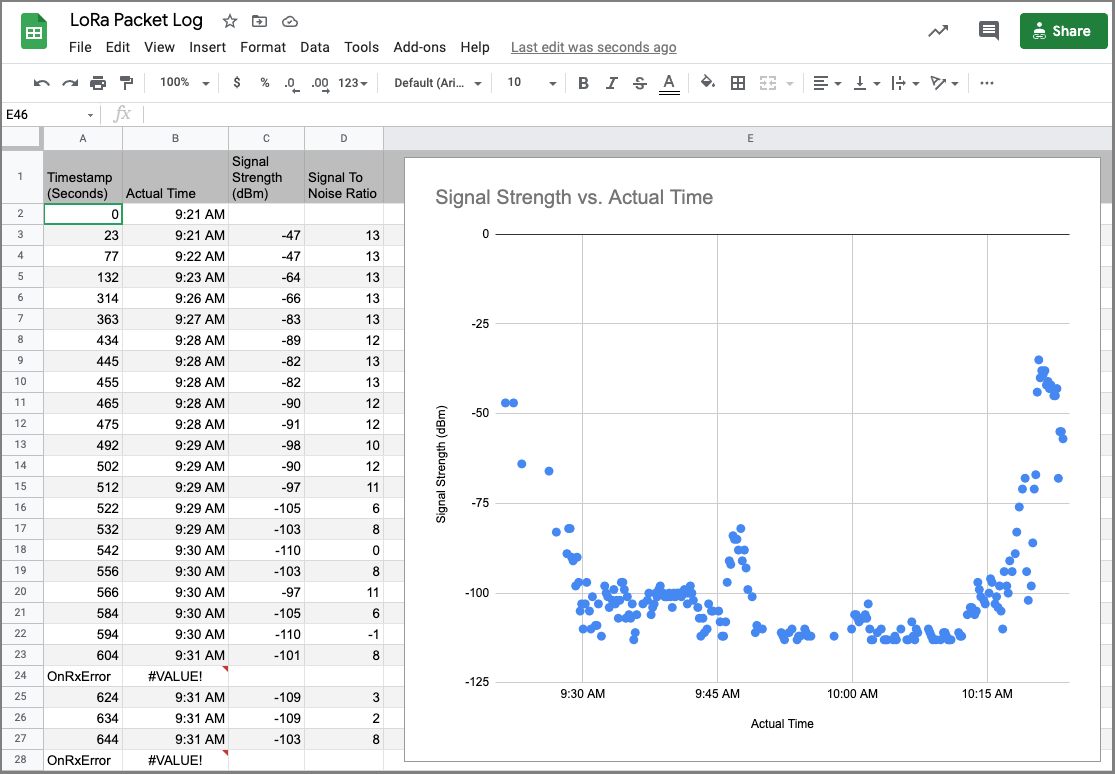 LoRa Packet Log
File Edit View Insert Format Data Tools Add-ons Help Last edit was seconds ago
Share
100% $ % .0 .00 123 Default (Ari... 10 B I S A
E46 fx
A B C D E
1 Timestamp (Seconds) Actual Time Signal Strength (dBm) Signal To Noise Ratio
2 0 9:21 AM
3 23 9:21 AM -47 13
4 77 9:22 AM -47 13
5 132 9:23 AM -64 13
6 314 9:26 AM -66 13
7 363 9:27 AM -83 13
8 434 9:28 AM -89 12
9 445 9:28 AM -82 13
10 455 9:28 AM -82 13
11 465 9:28 AM -90 12
12 475 9:28 AM -91 12
13 492 9:29 AM -98 10
14 502 9:29 AM -90 12
15 512 9:29 AM -97 11
16 522 9:29 AM -105 6
17 532 9:29 AM -103 8
18 542 9:30 AM -110 0
19 556 9:30 AM -103 8
20 566 9:30 AM -97 11
21 584 9:30 AM -105 6
22 594 9:30 AM -110 -1
23 604 9:31 AM -101 8
24 OnRxError #VALUE!
25 624 9:31 AM -109 3
26 634 9:31 AM -109 2
27 644 9:31 AM -103 8
28 OnRxError #VALUE!
Signal Strength vs. Actual Time
Signal Strength (dBm)
0
-25
-50
-75
-100
-125
9:30 AM 9:45 AM 10:00 AM 10:15 AM
Actual Time